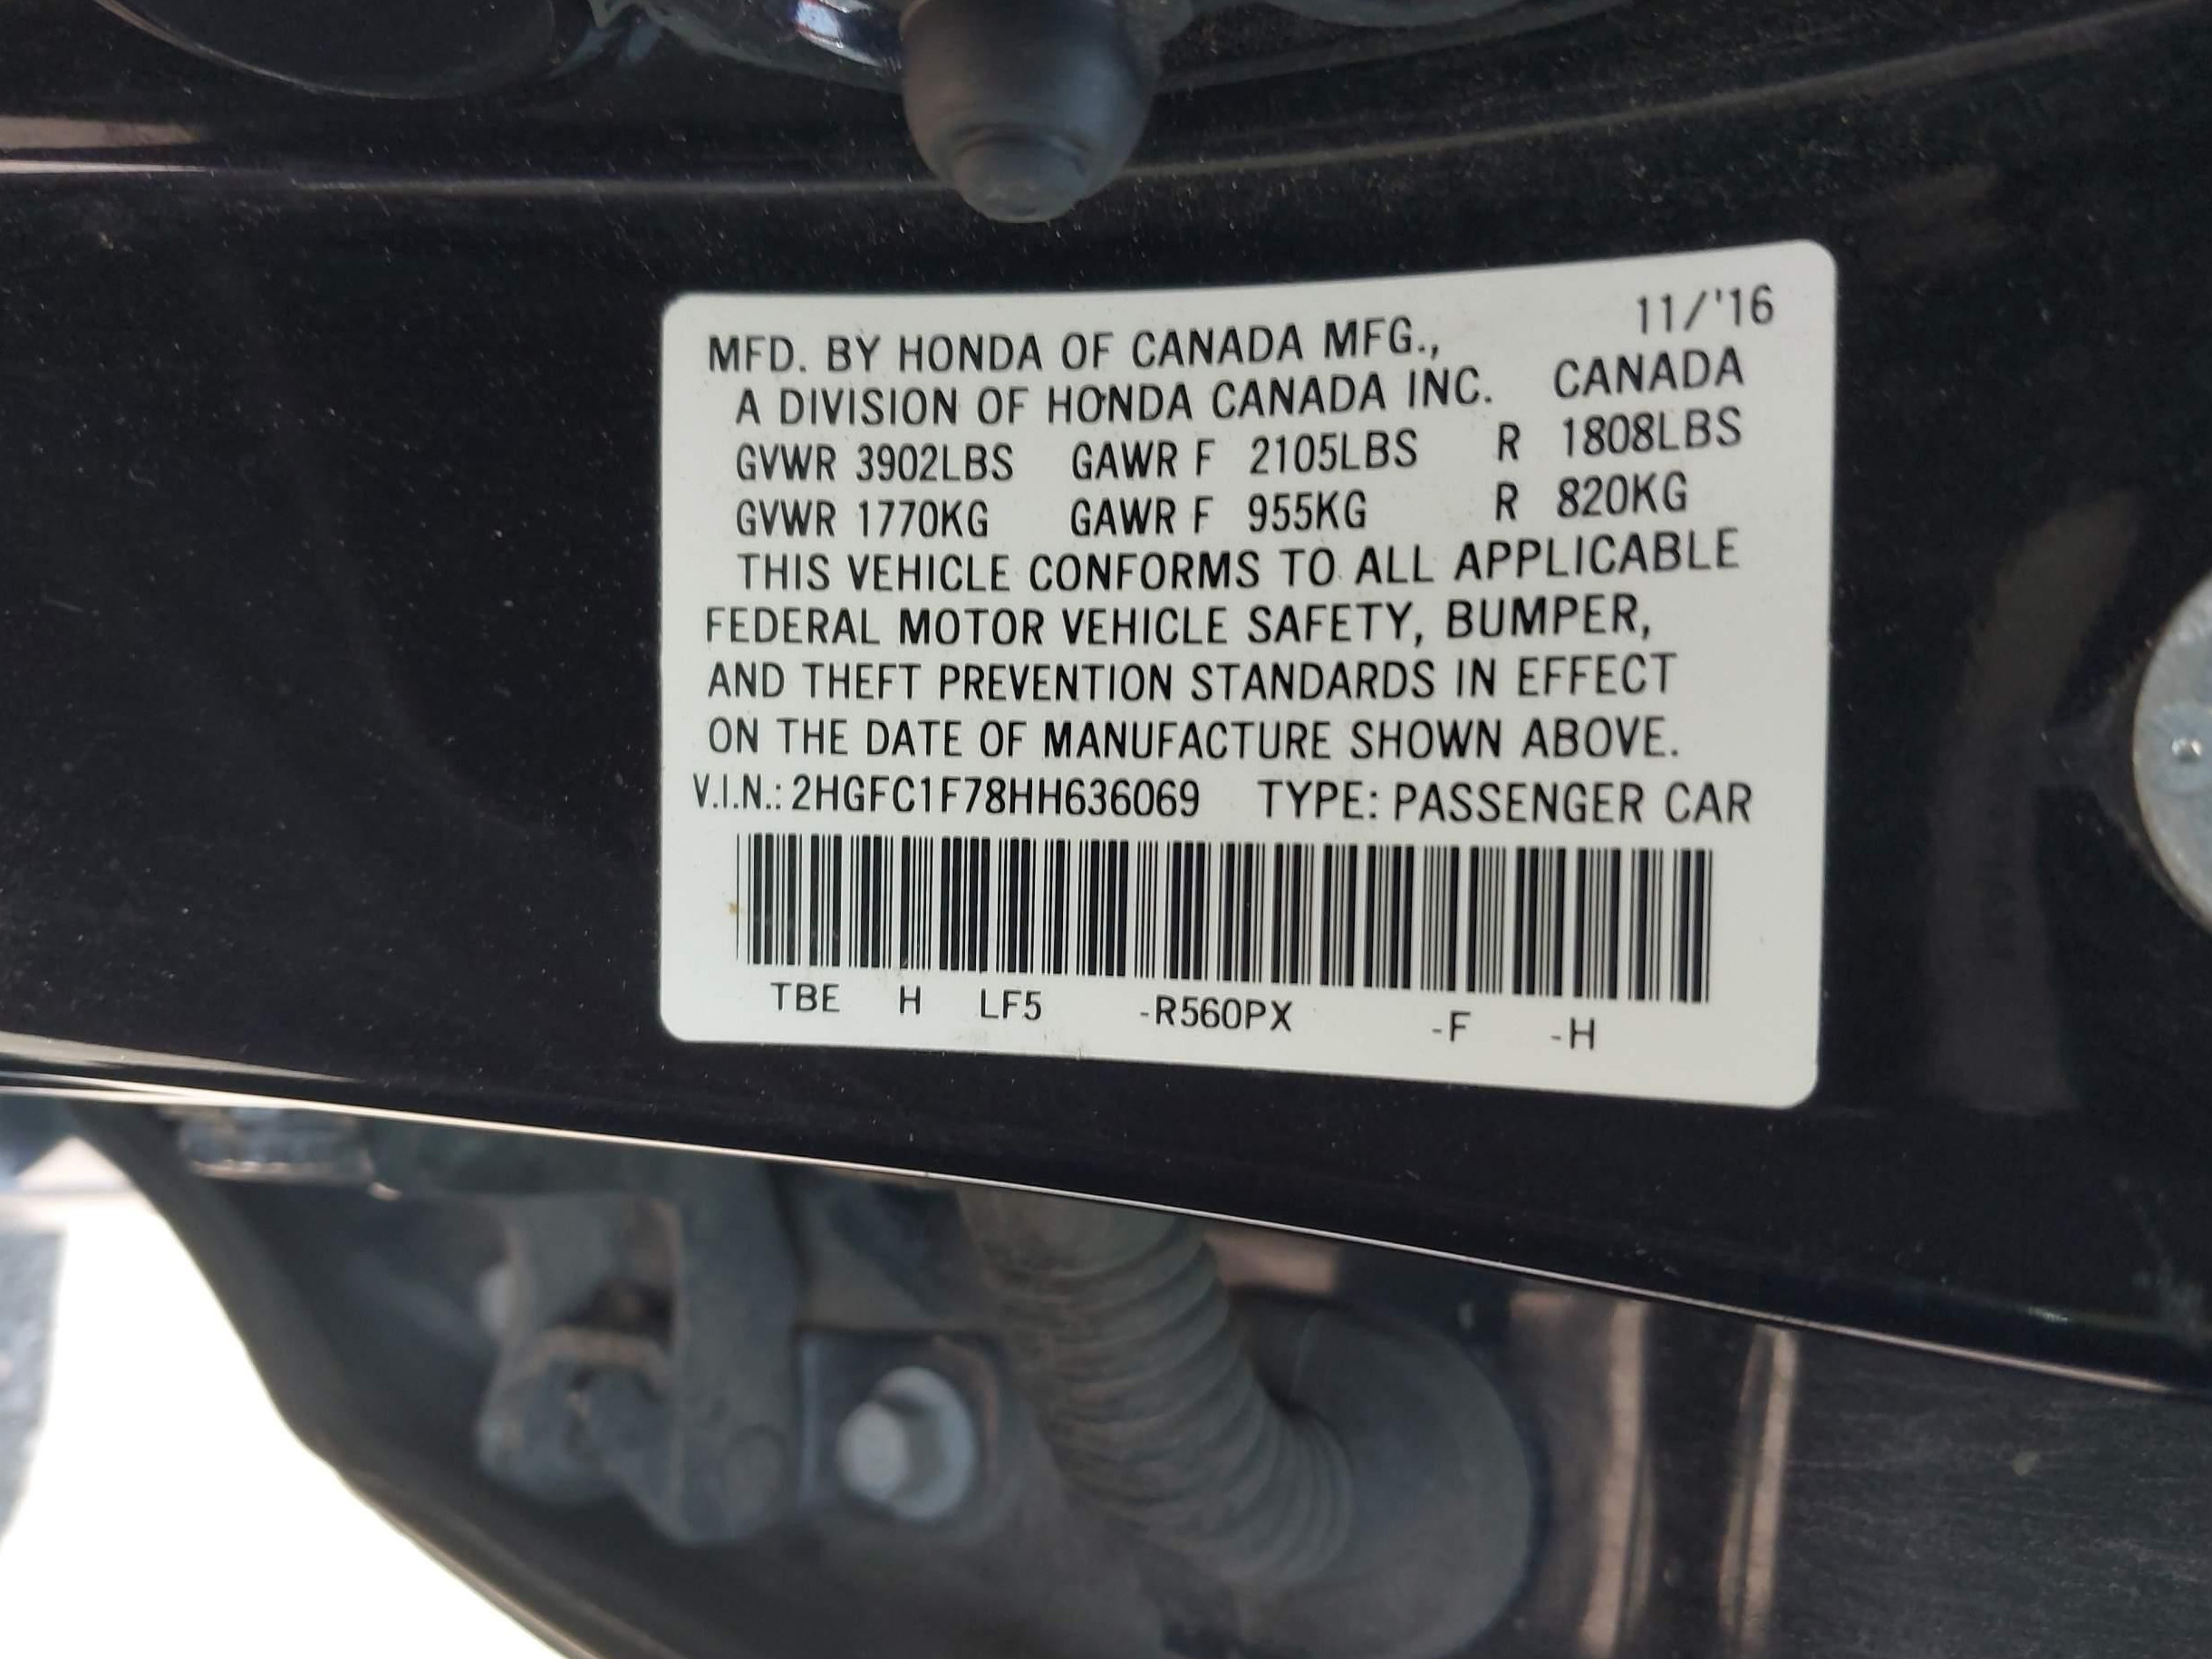 11/'16
MFD. BY HONDA OF CANADA MFG.,
A DIVISION OF HONDA CANADA INC. CANADA
GVWR 3902LBS GAWR F 2105LBS R 1808LBS
GVWR 1770KG GAWR F 955KG R 820KG
THIS VEHICLE CONFORMS TO ALL APPLICABLE
FEDERAL MOTOR VEHICLE SAFETY, BUMPER,
AND THEFT PREVENTION STANDARDS IN EFFECT
ON THE DATE OF MANUFACTURE SHOWN ABOVE.
V.I.N.: 2HGFC1F78HH636069 TYPE: PASSENGER CAR
TBE H LF5 -R560PX -F -H